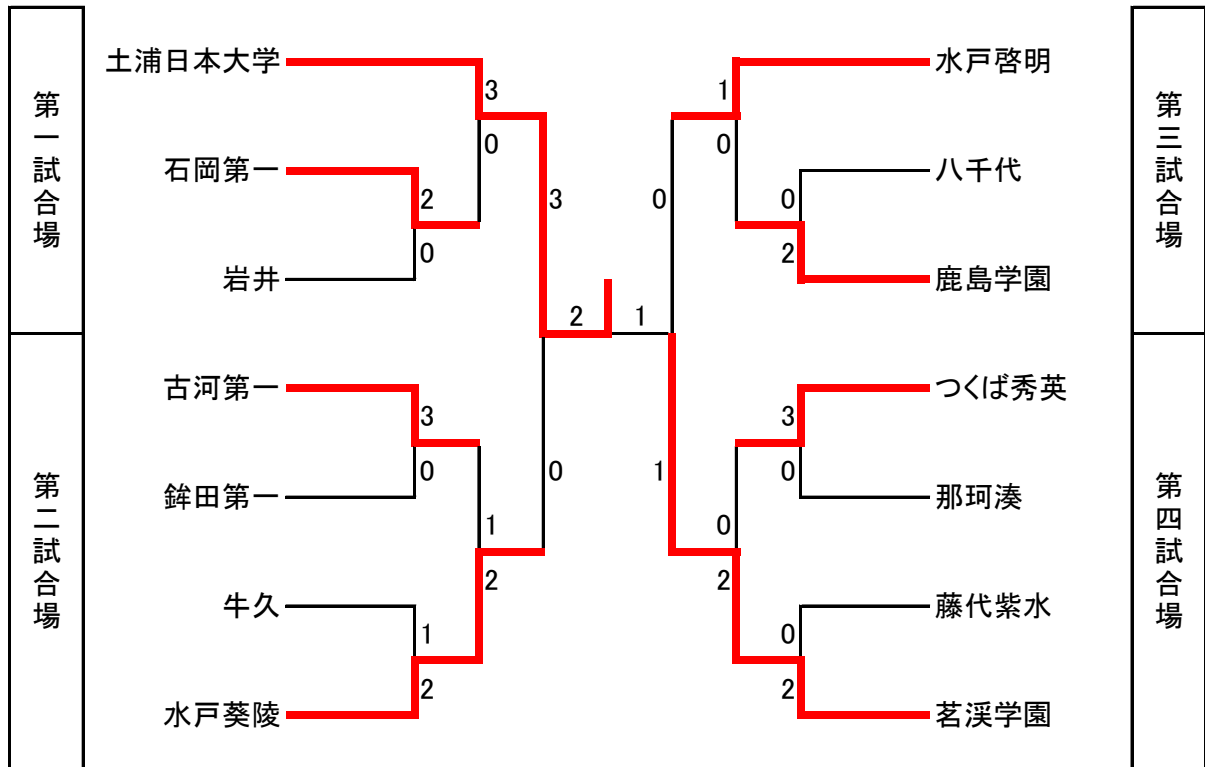 第一試合場
第二試合場
土浦日本大学
石岡第一
岩井
古河第一
鉾田第一
牛久
水戸葵陵
3
0
2
0
3
3
0
1
2
1
2
0
2
1
0
1
1
0
0
2
3
0
0
2
0
2
水戸啓明
八千代
鹿島学園
つくば秀英
那珂湊
藤代紫水
茗渓学園
第三試合場
第四試合場